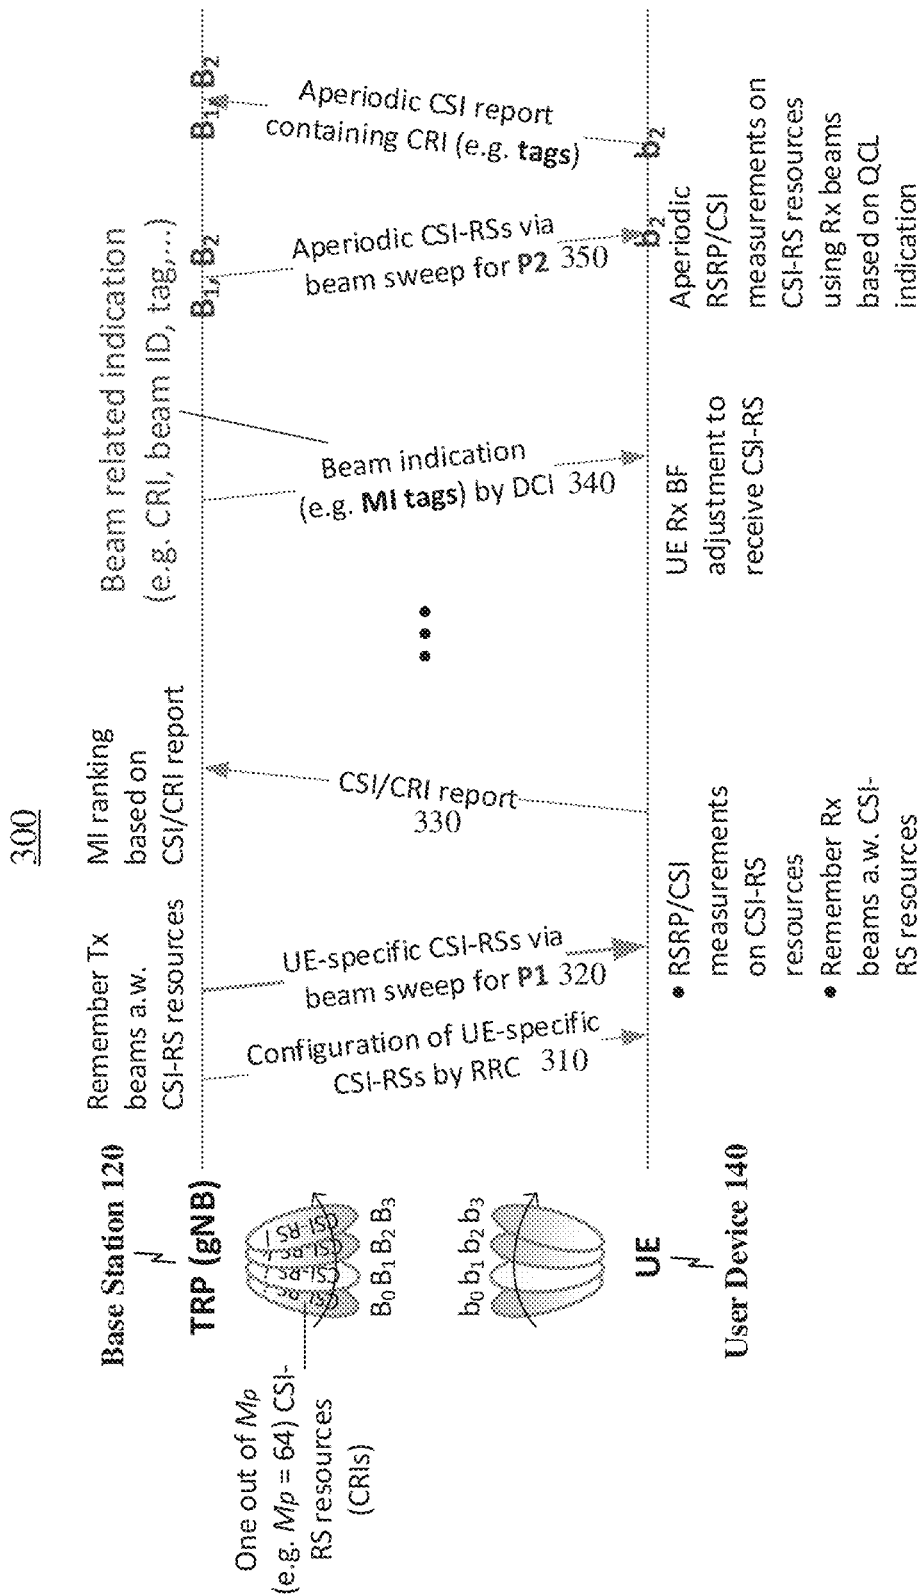 300
Base Station 120
TRP (gNB)
One out of Mp
(e.g. Mp = 64) CSI-
RS resources
(CRIs)
CSI-RS I
B0 B1 B2 B3
b0 b1 b2 b3
UE
User Device 140
Remember Tx
beams a.w.
CSI-RS resources
MI ranking
based on
CSI/CRI report
Beam related indication
(e.g. CRI, beam ID, tag,...)
B1, B2
B1, B2
Configuration of UE-specific
CSI-RSs by RRC 310
UE-specific CSI-RSs via
beam sweep for P1 320
CSI/CRI report
330
•••
Beam indication
(e.g. MI tags) by DCI 340
Aperiodic CSI-RSs via
beam sweep for P2 350
Aperiodic CSI report
containing CRI (e.g. tags)
b2
b2
• RSRP/CSI
measurements
on CSI-RS
resources
• Remember Rx
beams a.w. CSI-
RS resources
UE Rx BF
adjustment to
receive CSI-RS
Aperiodic
RSRP/CSI
measurements on
CSI-RS resources
using Rx beams
based on QCL
indication